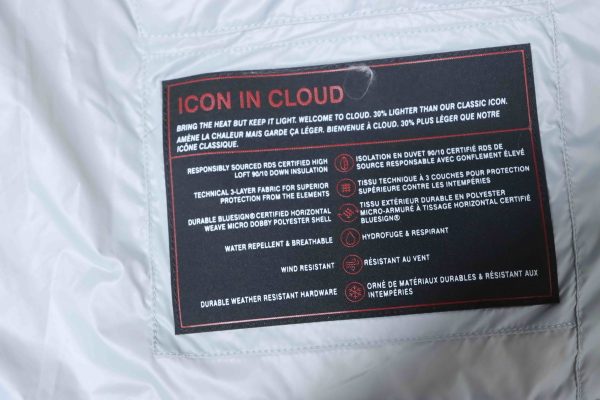 ICON IN CLOUD
BRING THE HEAT BUT KEEP IT LIGHT. WELCOME TO CLOUD. 30% LIGHTER THAN OUR CLASSIC ICON.
AMÈNE LA CHALEUR MAIS GARDE ÇA LÉGER. BIENVENUE À CLOUD. 30% PLUS LÉGER QUE NOTRE
ICÔNE CLASSIQUE.
RESPONSIBLY SOURCED RDS CERTIFIED HIGH
LOFT 90/10 DOWN INSULATION
ISOLATION EN DUVET 90/10 CERTIFIÉ RDS DE
SOURCE RESPONSABLE AVEC GONFLEMENT ÉLEVÉ
TECHNICAL 3-LAYER FABRIC FOR SUPERIOR
PROTECTION FROM THE ELEMENTS
TISSU TECHNIQUE À 3 COUCHES POUR PROTECTION
SUPÉRIEURE CONTRE LES INTEMPÉRIES
DURABLE BLUESIGN® CERTIFIED HORIZONTAL
WEAVE MICRO DOBBY POLYESTER SHELL
TISSU EXTÉRIEUR DURABLE EN POLYESTER
MICRO-ARMURÉ À TISSAGE HORIZONTAL CERTIFIÉ
BLUESIGN®
WATER REPELLENT & BREATHABLE
HYDROFUGE & RESPIRANT
WIND RESISTANT
RÉSISTANT AU VENT
DURABLE WEATHER RESISTANT HARDWARE
ORNÉ DE MATÉRIAUX DURABLES & RÉSISTANT AUX
INTEMPÉRIES